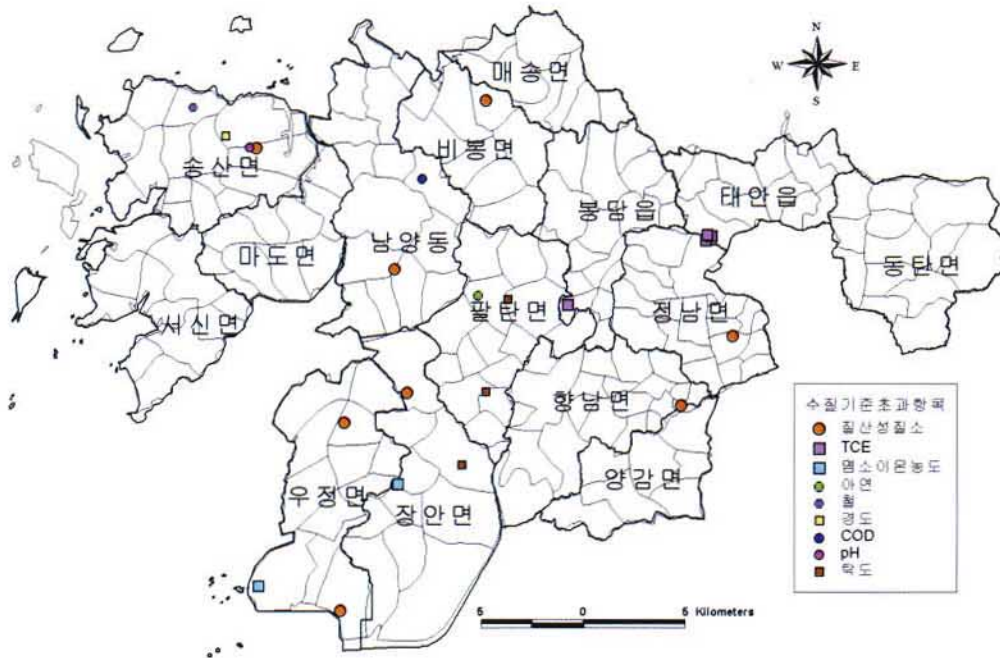 N
W E
S
매송면
비봉면
송산면
봉담읍
태안읍
동탄면
마도면
남양동
서신면
팔탄면
정남면
향남면
양감면
우정면
장안면
수질기준초과항목
질산성질소
TCE
염소이온농도
아연
철
경도
COD
pH
탁도
5 0 5 Kilometers